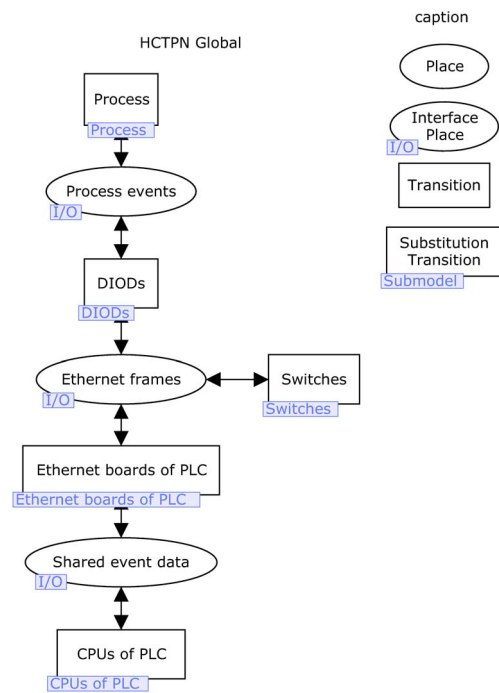 HCTPN Global
Process
Process
Process events
I/O
DIODs
DIODs
Ethernet frames
I/O
Switches
Switches
Ethernet boards of PLC
Ethernet boards of PLC
Shared event data
I/O
CPUs of PLC
CPUs of PLC
caption
Place
Interface
Place
I/O
Transition
Substitution
Transition
Submodel